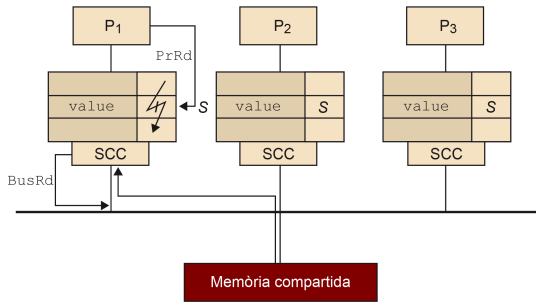 P1
P2
P3
PrRd
value
S
value
S
value
S
SCC
SCC
SCC
BusRd
Memòria compartida